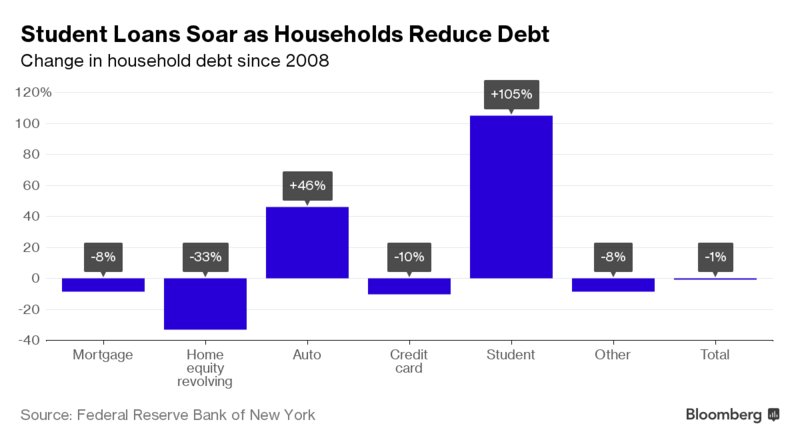 Student Loans Soar as Households Reduce Debt
Change in household debt since 2008
120%
100
80
60
40
20
0
-20
-40
-8%
-33%
+46%
-10%
+105%
-8%
-1%
Mortgage
Home
equity
revolving
Auto
Credit
card
Student
Other
Total
Source: Federal Reserve Bank of New York
Bloomberg